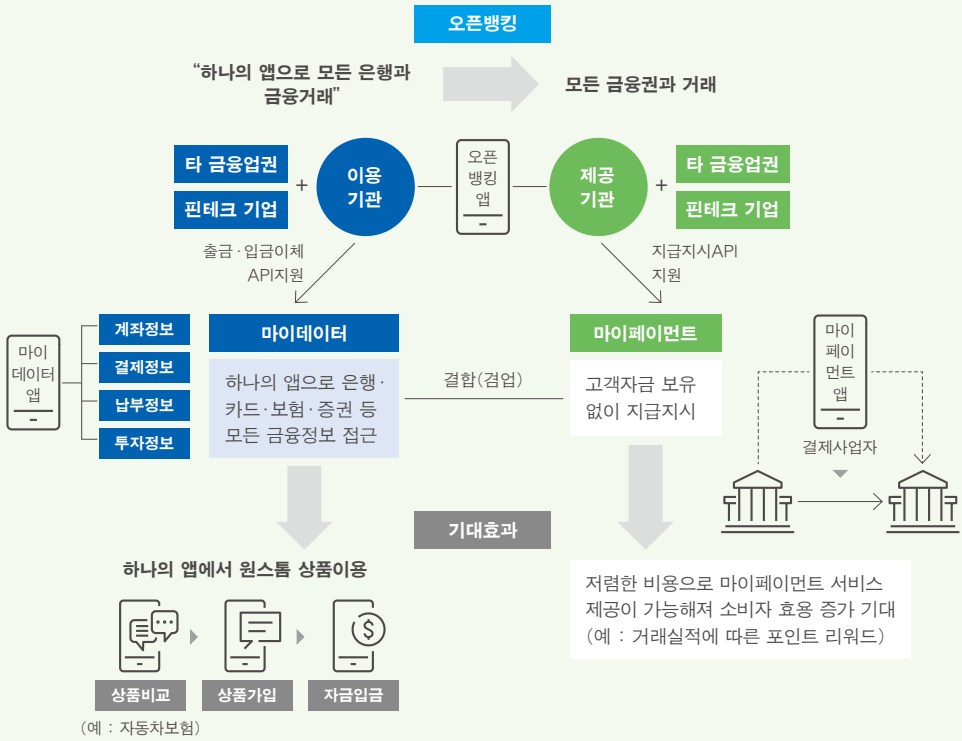 오픈뱅킹
“하나의 앱으로 모든 은행과
금융거래”
모든 금융권과 거래
타 금융업권
핀테크 기업
+
이용
기관
오픈
뱅킹
앱
제공
기관
+
타 금융업권
핀테크 기업
출금·입금이체
API지원
지급지시API
지원
마이
데이터
앱
계좌정보
결제정보
납부정보
투자정보
마이데이터
하나의 앱으로 은행·
카드·보험·증권 등
모든 금융정보 접근
결합(겸업)
마이페이먼트
고객자금 보유
없이 지급지시
마이
페이
먼트
앱
결제사업자
기대효과
하나의 앱에서 원스톰 상품이용
$
상품비교
상품가입
자금입금
(예 : 자동차보험)
저렴한 비용으로 마이페이먼트 서비스
제공이 가능해져 소비자 효용 증가 기대
(예 : 거래실적에 따른 포인트 리워드)